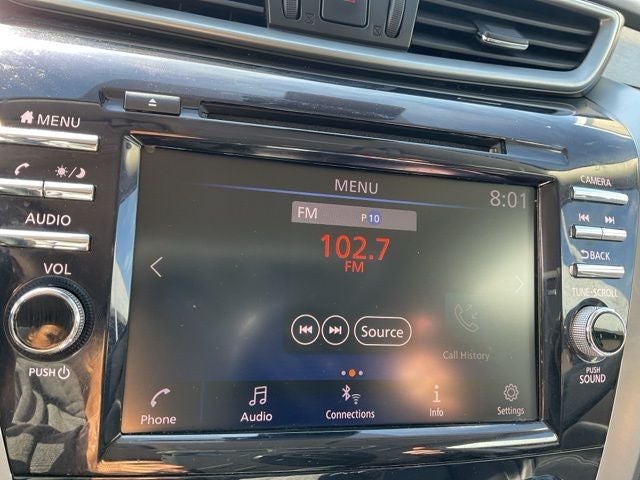 MENU
AUDIO
VOL
PUSH
MENU
8:01
FM P10
102.7
FM
Source
Call History
Phone
Audio
Connections
i
Info
Settings
CAMERA
BACK
TUNE·SCROLL
PUSH
SOUND